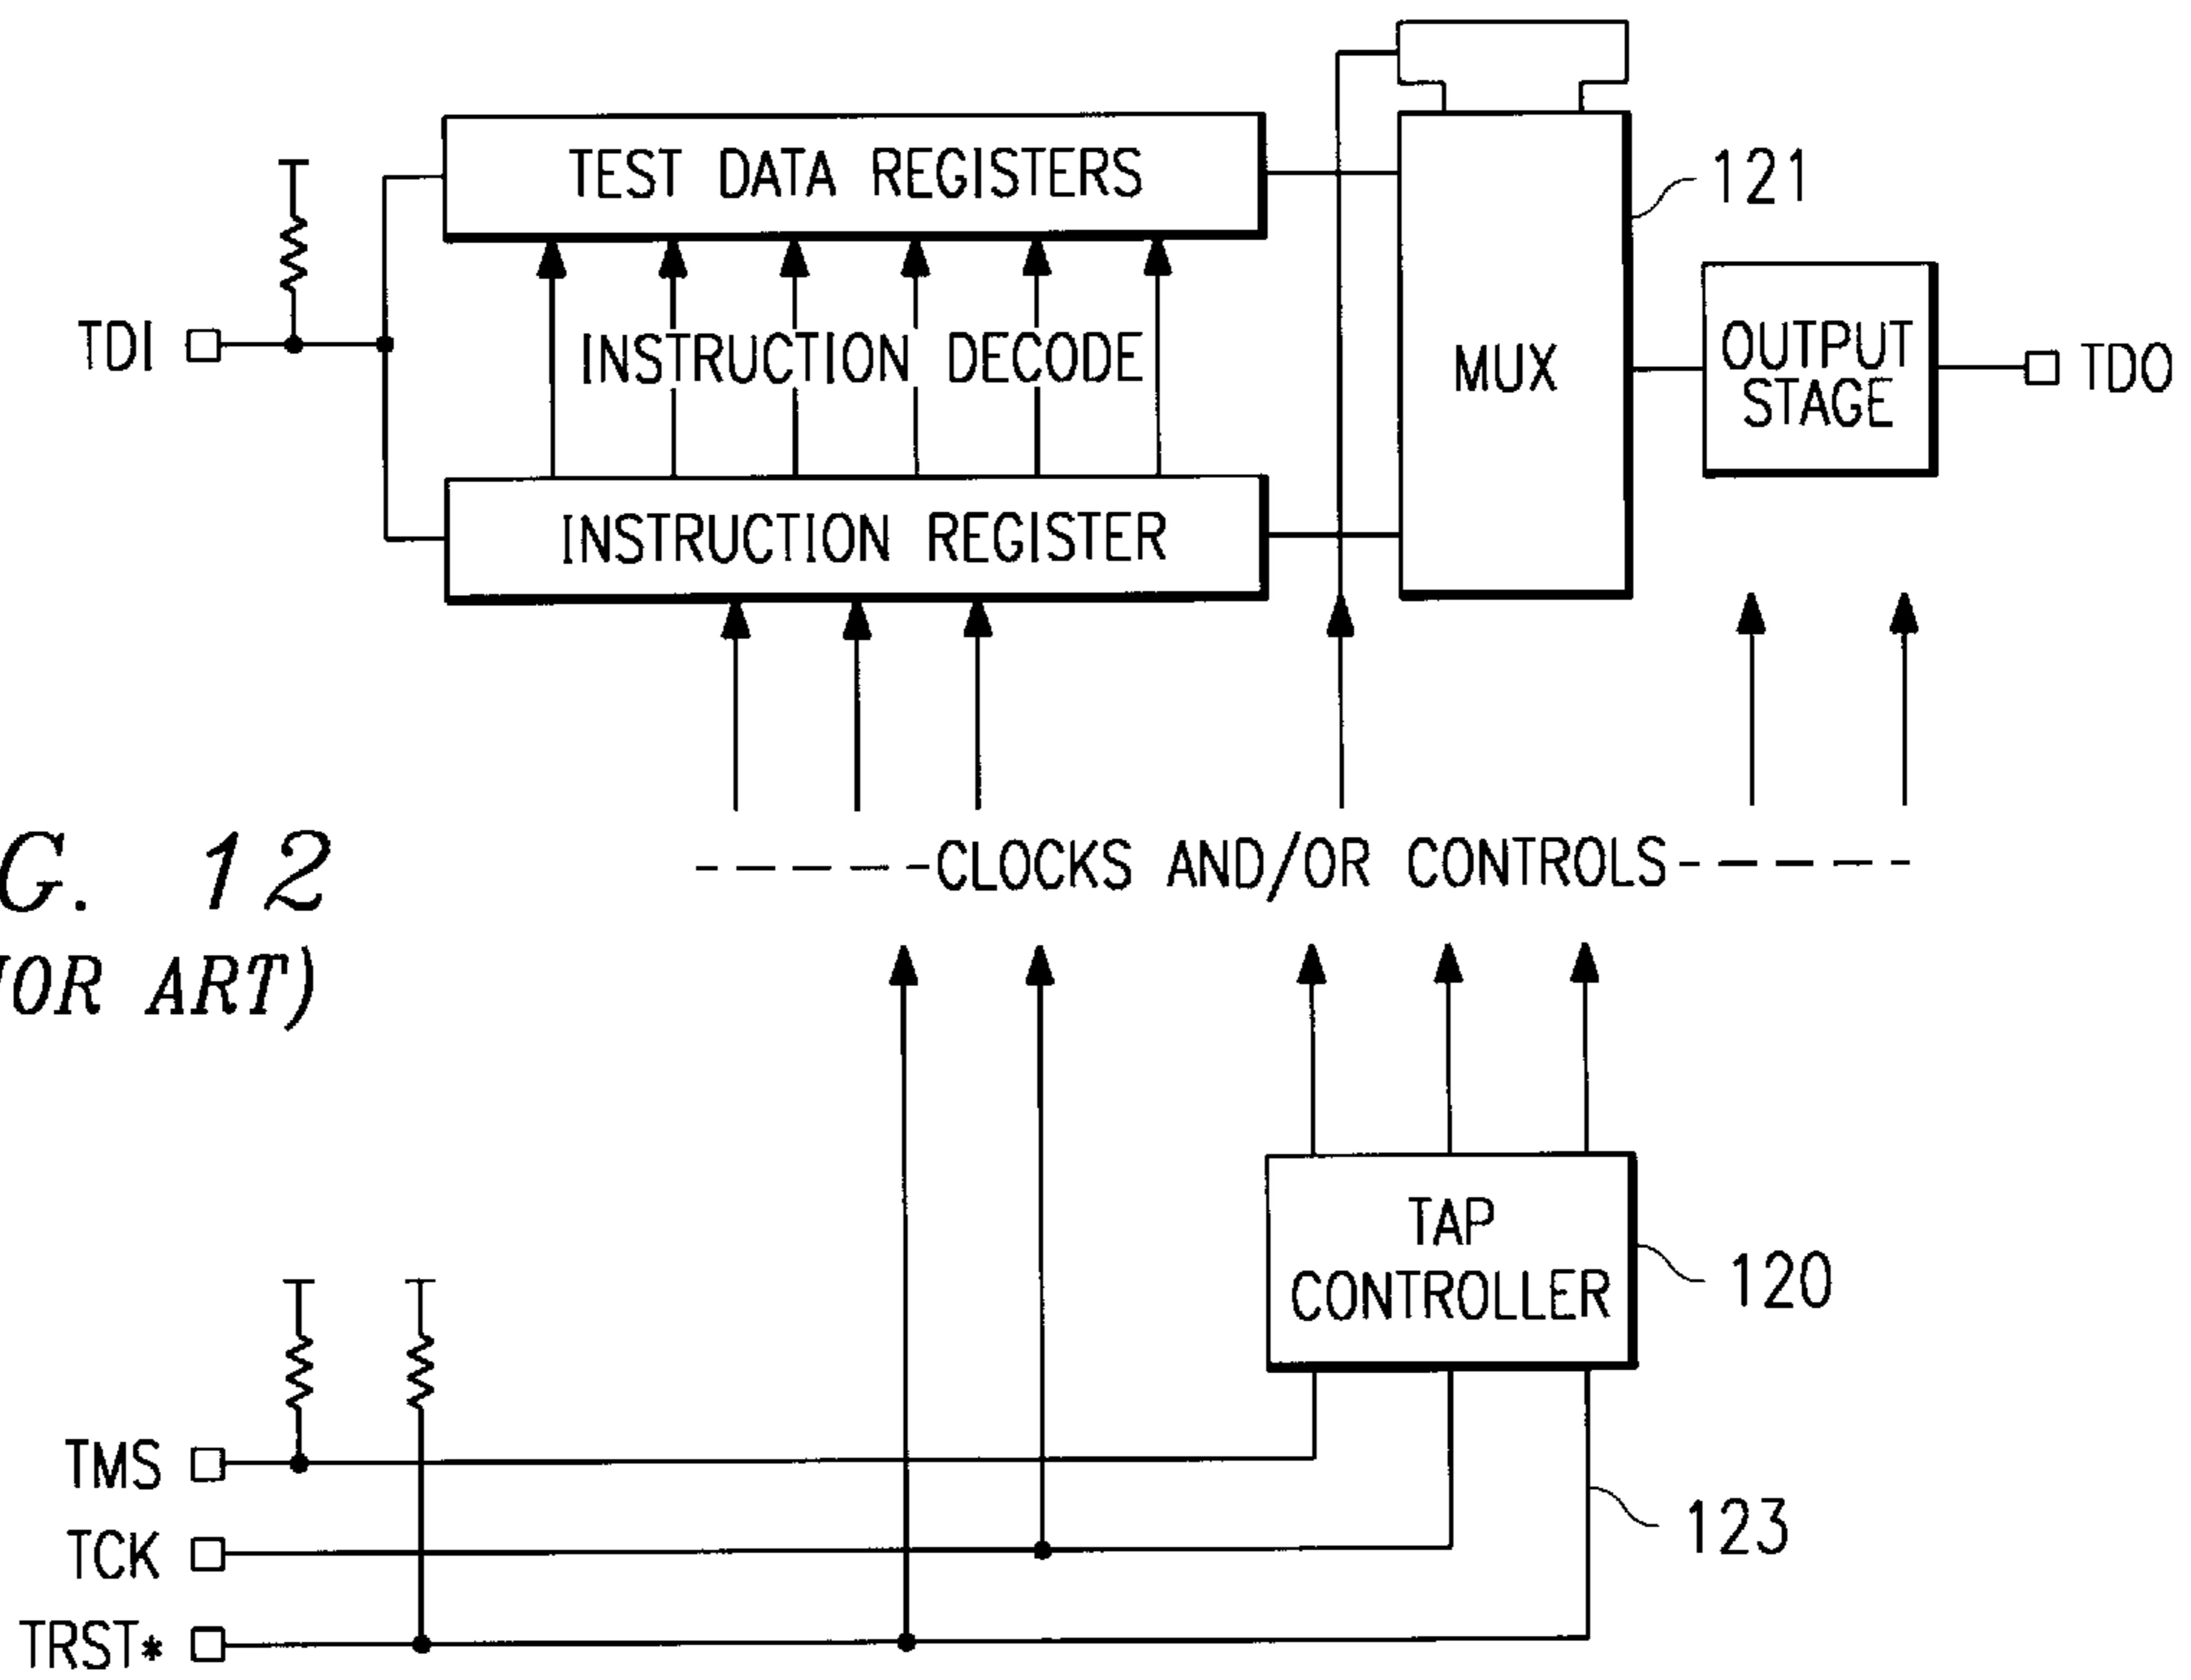 TEST DATA REGISTERS
121
TDI
INSTRUCTION DECODE
MUX
OUTPUT
STAGE
TDO
INSTRUCTION REGISTER
G. 12
CLOCKS AND/OR CONTROLS
IOR ART)
TAP
CONTROLLER
120
TMS
123
TCK
TRST*